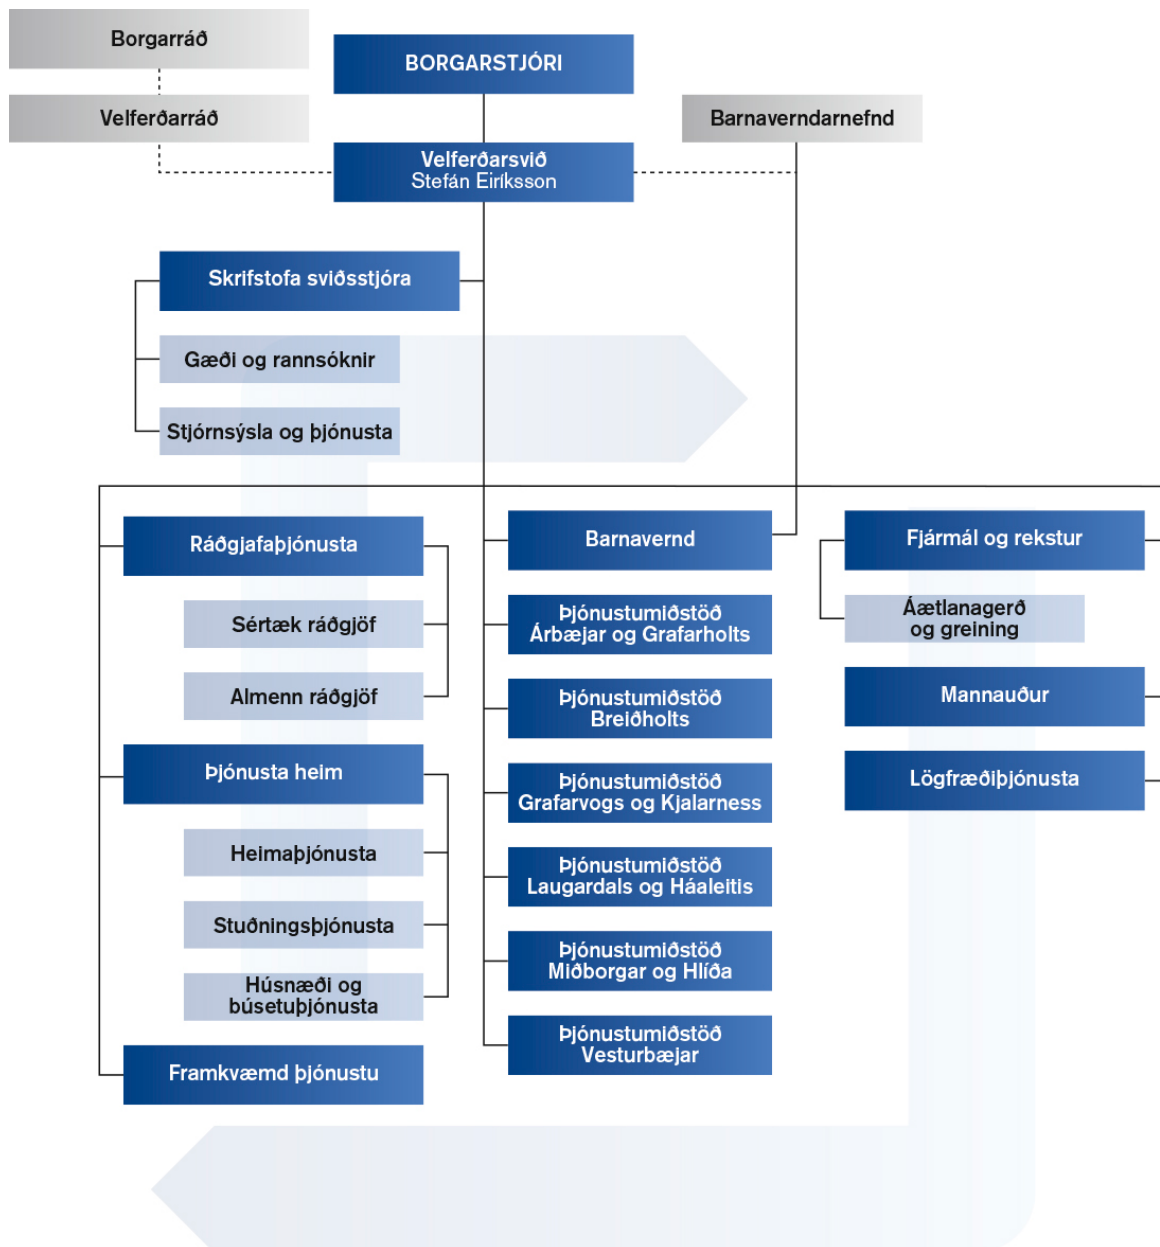 Borgarráð
Velferðarráð
BORGARSTJÓRI
Barnaverndarnefnd
Velferðarsvið
Stefán Eiríksson
Skrifstofa sviðsstjóra
Gæði og rannsóknir
Stjórnsýsla og þjónusta
Ráðgjafaþjónusta
Sértæk ráðgjöf
Almenn ráðgjöf
Þjónusta heim
Heimaþjónusta
Stuðningsþjónusta
Húsnæði og
búsetuþjónusta
Framkvæmd þjónustu
Barnavernd
Þjónustumiðstöð
Árbæjar og Grafarholts
Þjónustumiðstöð
Breiðholts
Þjónustumiðstöð
Grafarvogs og Kjalarness
Þjónustumiðstöð
Laugardals og Háaleitis
Þjónustumiðstöð
Miðborgar og Hlíða
Þjónustumiðstöð
Vesturbæjar
Fjármál og rekstur
Áætlanagerð
og greining
Mannauður
Lögfræðiþjónusta